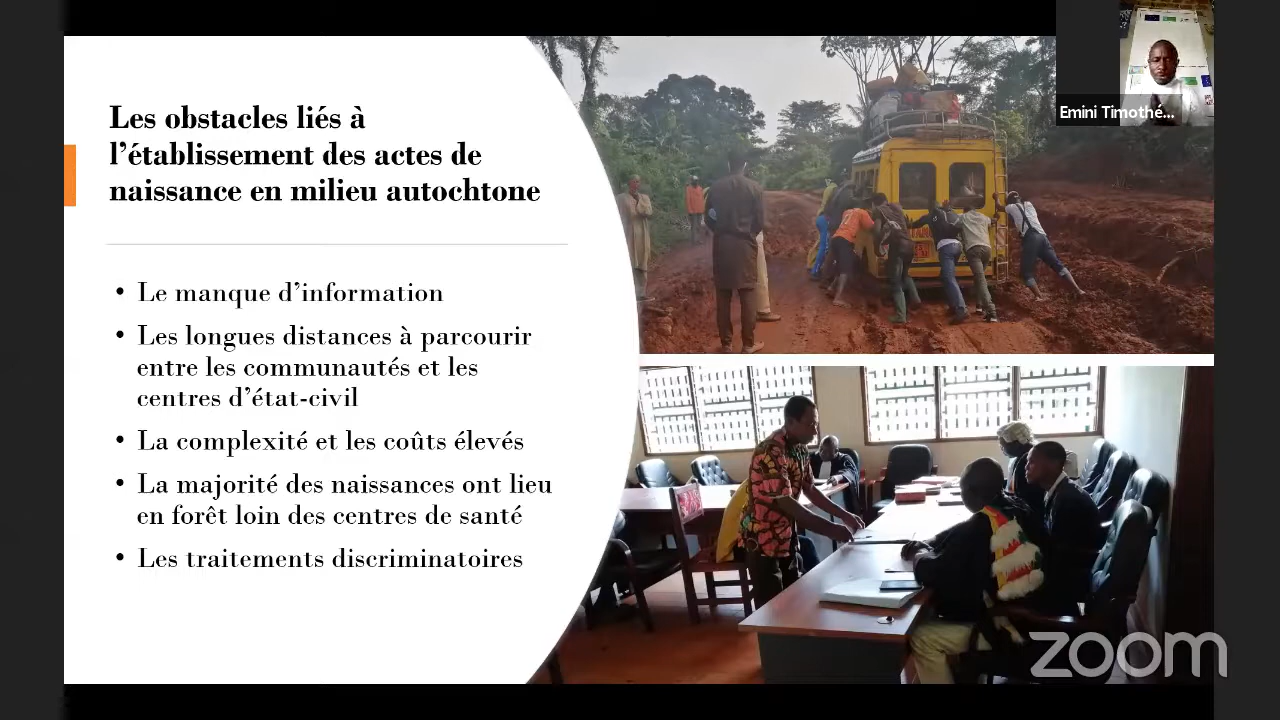 Les obstacles liés à
l’établissement des actes de
naissance en milieu autochtone
• Le manque d’information
• Les longues distances à parcourir
entre les communautés et les
centres d’état-civil
• La complexité et les coûts élevés
• La majorité des naissances ont lieu
en forêt loin des centres de santé
• Les traitements discriminatoires
Emini Timothé...
zoom